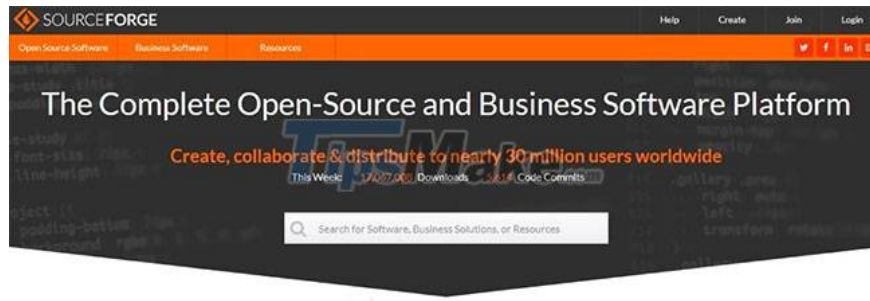 SOURCEFORGE
Help Create Join Login
Open Source Software Business Software Resources
The Complete Open-Source and Business Software Platform
Create, collaborate & distribute to nearly 30 million users worldwide
TipsMake.com
This Week: Downloads Code Commits
Search for Software, Business Solutions, or Resources